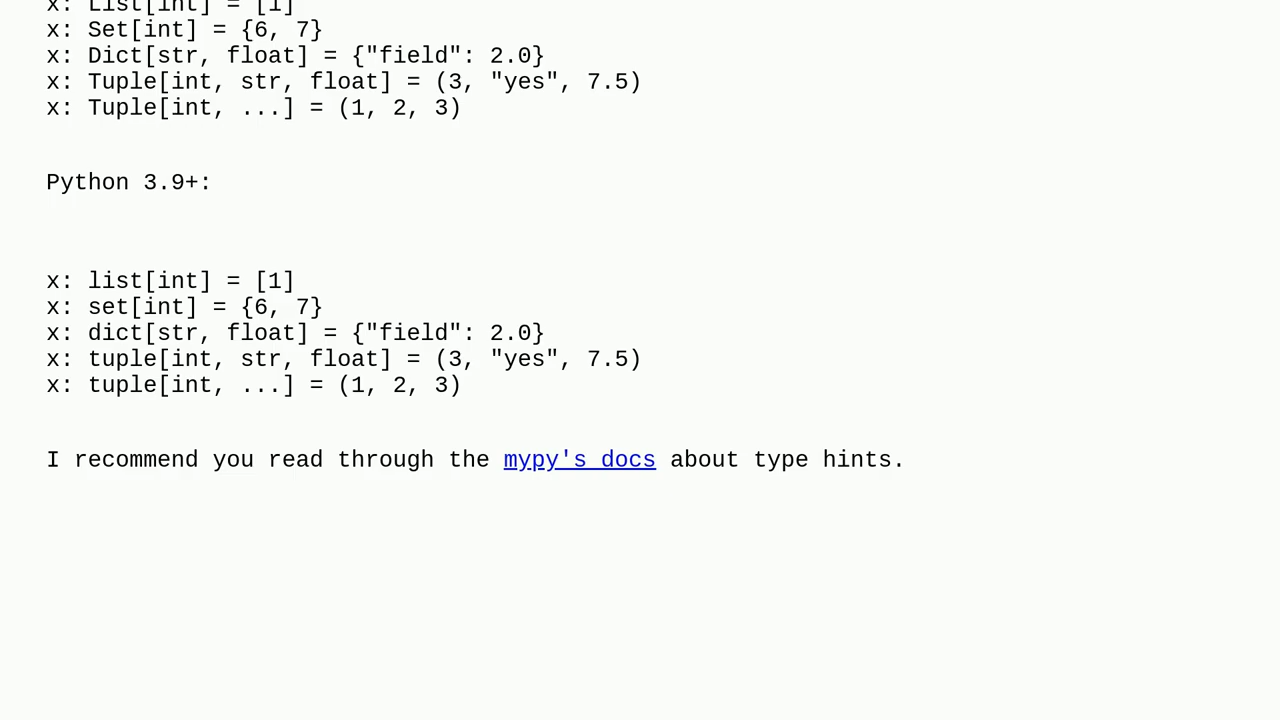 x: List[int] = [1]
x: Set[int] = {6, 7}
x: Dict[str, float] = {"field": 2.0}
x: Tuple[int, str, float] = (3, "yes", 7.5)
x: Tuple[int, ...] = (1, 2, 3)
Python 3.9+:
x: list[int] = [1]
x: set[int] = {6, 7}
x: dict[str, float] = {"field": 2.0}
x: tuple[int, str, float] = (3, "yes", 7.5)
x: tuple[int, ...] = (1, 2, 3)
I recommend you read through the mypy's docs about type hints.